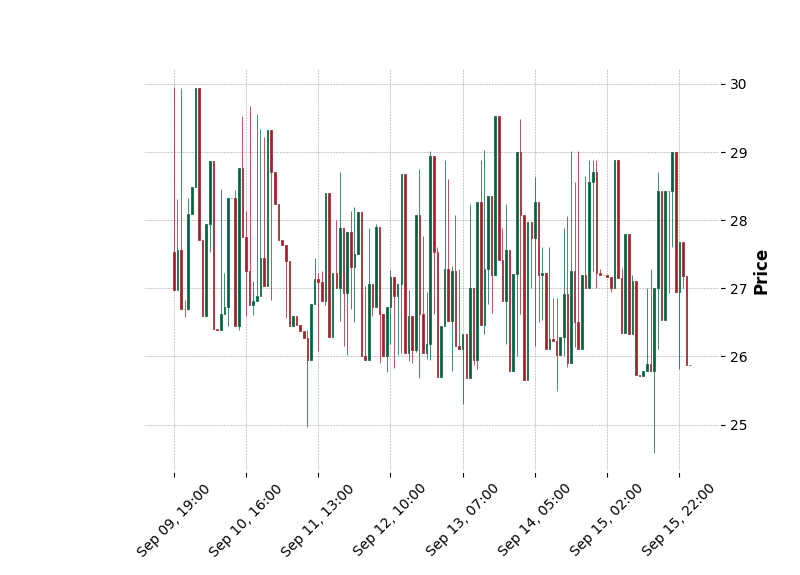 30
29
28
27
26
25
Price
Sep 09, 19:00
Sep 10, 16:00
Sep 11, 13:00
Sep 12, 10:00
Sep 13, 07:00
Sep 14, 05:00
Sep 15, 02:00
Sep 15, 22:00